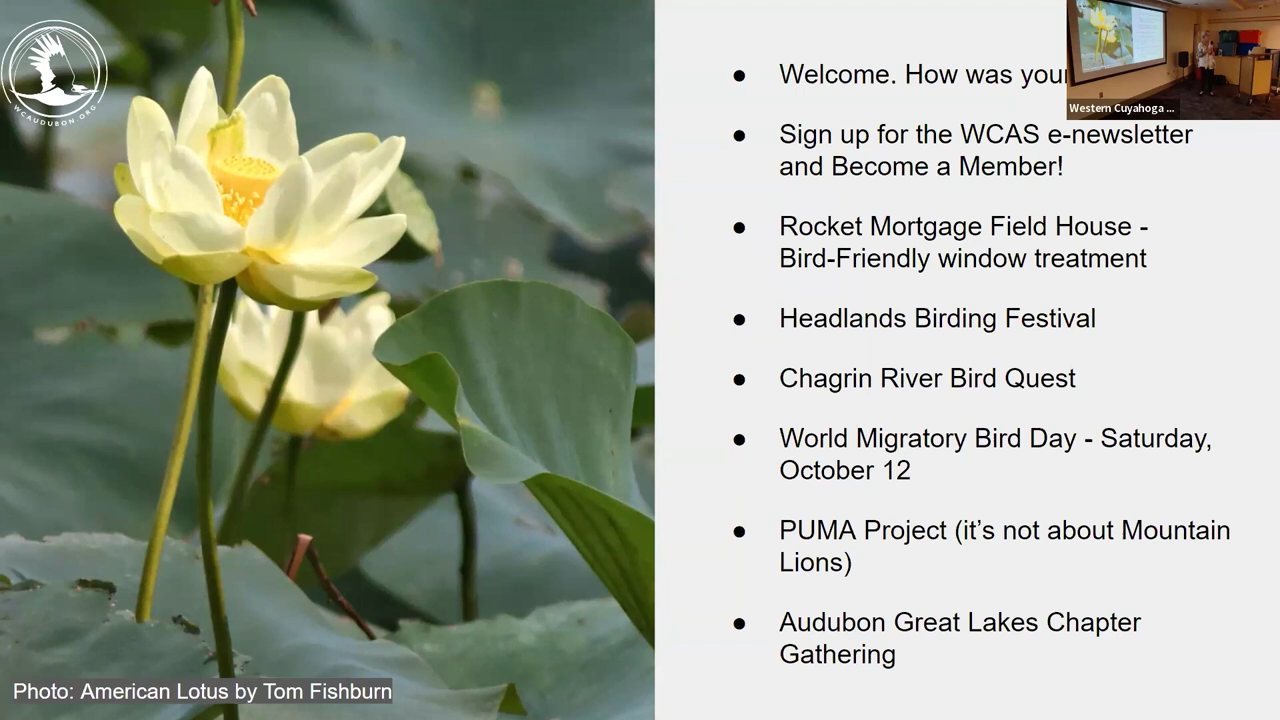 WCAUDUBON.ORG
● Welcome. How was your
Western Cuyahoga ...
● Sign up for the WCAS e-newsletter
and Become a Member!
● Rocket Mortgage Field House -
Bird-Friendly window treatment
● Headlands Birding Festival
● Chagrin River Bird Quest
● World Migratory Bird Day - Saturday,
October 12
● PUMA Project (it’s not about Mountain
Lions)
● Audubon Great Lakes Chapter
Gathering
Photo: American Lotus by Tom Fishburn